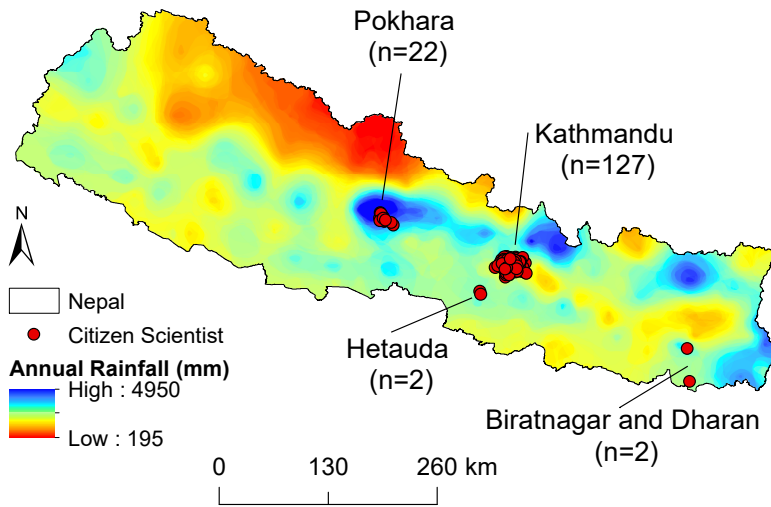 Pokhara
(n=22)
Kathmandu
(n=127)
N
Nepal
Citizen Scientist
Annual Rainfall (mm)
High : 4950
Low : 195
Hetauda
(n=2)
Biratnagar and Dharan
(n=2)
0 130 260 km